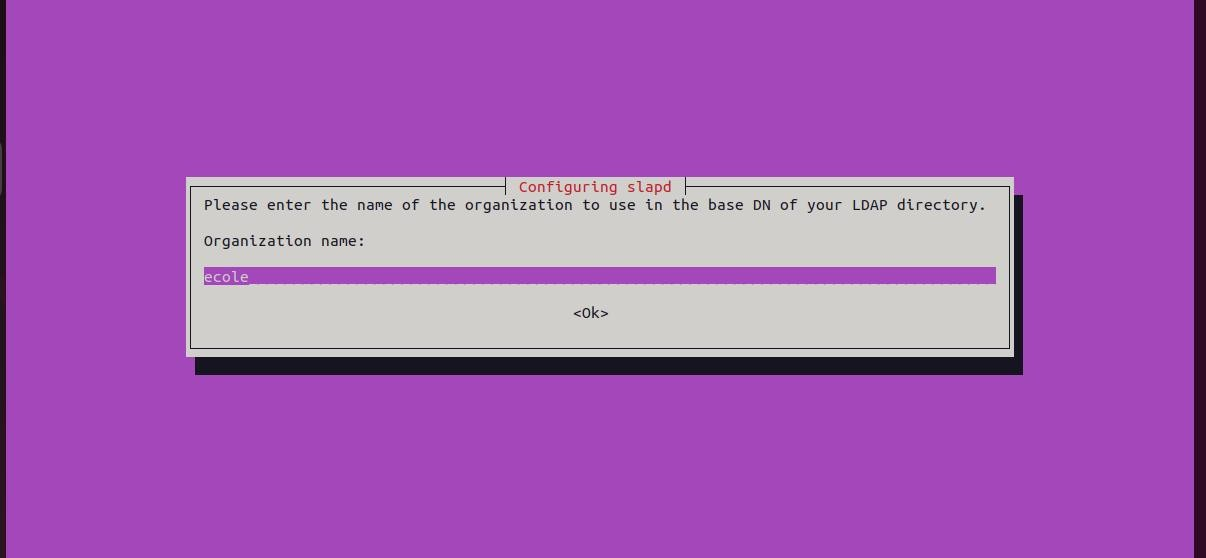 Configuring slapd
Please enter the name of the organization to use in the base DN of your LDAP directory.
Organization name:
ecole
<Ok>